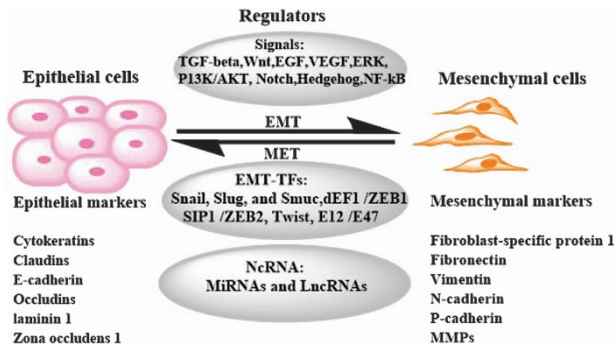 Regulators
Signals:
TGF-beta,Wnt,EGF,VEGF,ERK,
P13K/AKT, Notch,Hedgehog,NF-kB
Epithelial cells
Mesenchymal cells
EMT
MET
EMT-TFs:
Snail, Slug, and Smuc,dEF1 /ZEB1
SIP1 /ZEB2, Twist, E12 /E47
NcRNA:
MiRNAs and LncRNAs
Epithelial markers
Cytokeratins
Claudins
E-cadherin
Occludins
laminin 1
Zona occludens 1
Mesenchymal markers
Fibroblast-specific protein 1
Fibronectin
Vimentin
N-cadherin
P-cadherin
MMPs